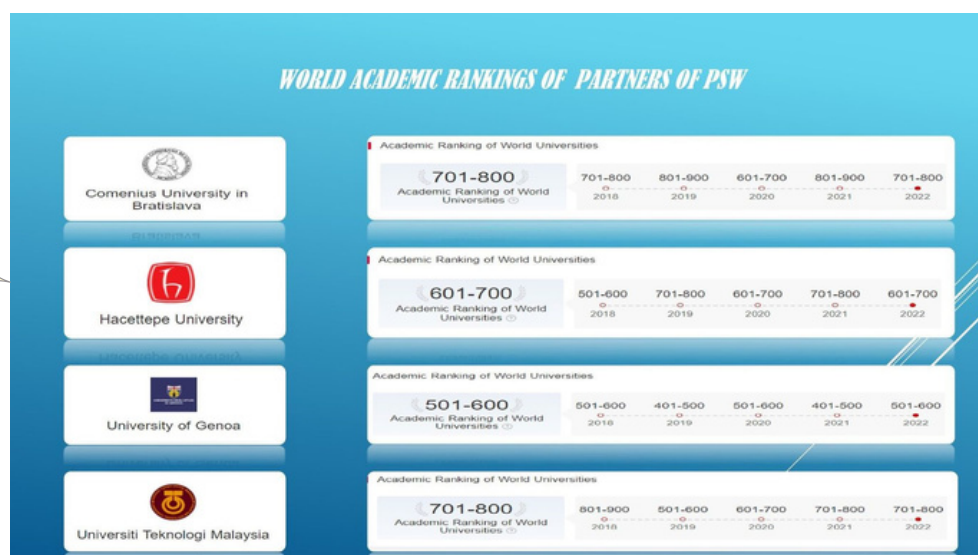 WORLD ACADEMIC RANKINGS OF PARTNERS OF PSW
Comenius University in
Bratislava
Academic Ranking of World Universities
701-800
Academic Ranking of World
Universities
701-800 801-900 601-700 801-900 701-800
2018 2019 2020 2021 2022
Hacettepe University
Academic Ranking of World Universities
601-700
Academic Ranking of World
Universities
501-600 701-800 601-700 701-800 601-700
2018 2019 2020 2021 2022
University of Genoa
Academic Ranking of World Universities
501-600
Academic Ranking of World
Universities
501-600 401-500 501-600 401-500 501-600
2018 2019 2020 2021 2022
Universiti Teknologi Malaysia
Academic Ranking of World Universities
701-800
Academic Ranking of World
Universities
801-900 501-600 601-700 701-800 701-800
2018 2019 2020 2021 2022